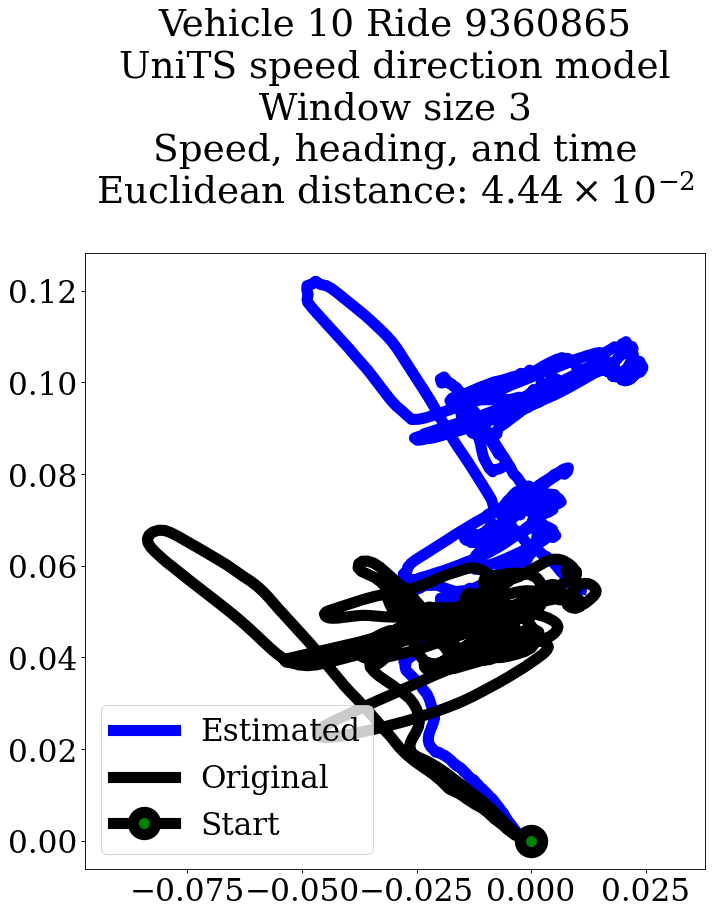 Vehicle 10 Ride 9360865
UniTS speed direction model
Window size 3
Speed, heading, and time
Euclidean distance: 4.44 × 10⁻²
0.12
0.10
0.08
0.06
0.04
0.02
0.00
Estimated
Original
Start
−0.075 −0.050 −0.025 0.000 0.025